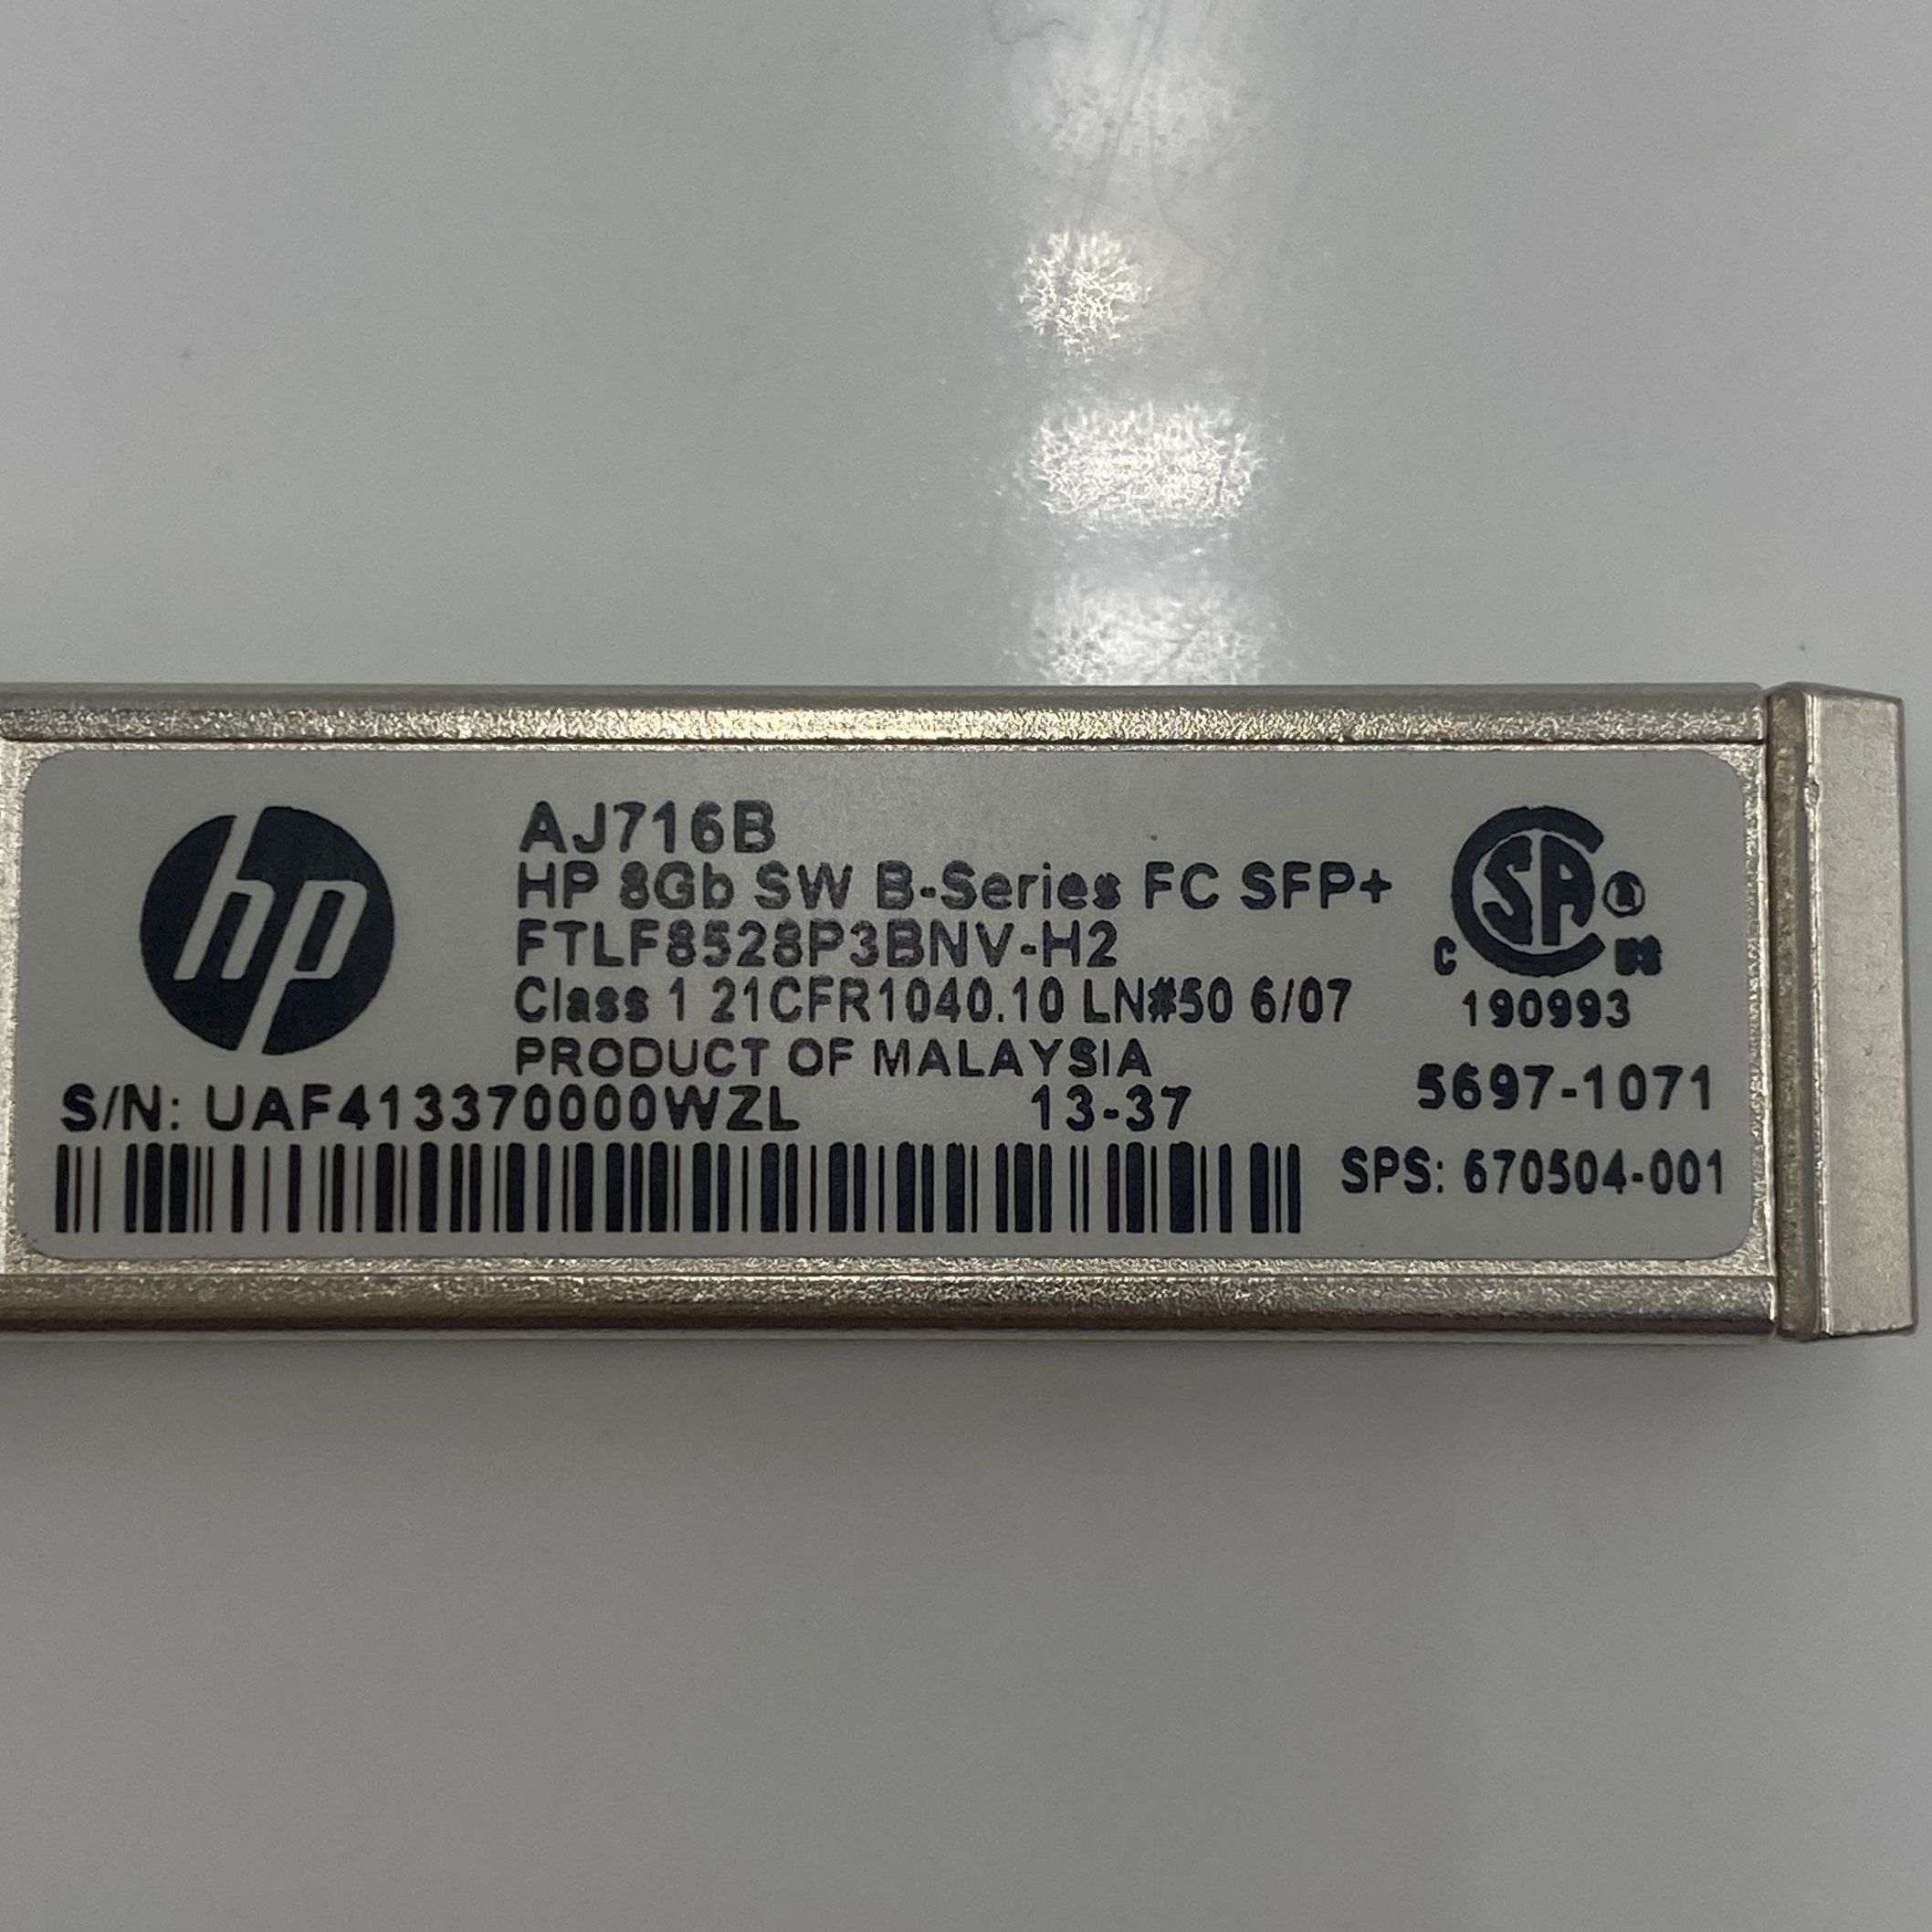 hp
AJ716B
HP 8Gb SW B-Series FC SFP+
FTLF8528P3BNV-H2
Class 1 21CFR1040.10 LN#50 6/07
PRODUCT OF MALAYSIA
S/N: UAF413370000WZL 13-37
SA
C US
190993
5697-1071
SPS: 670504-001